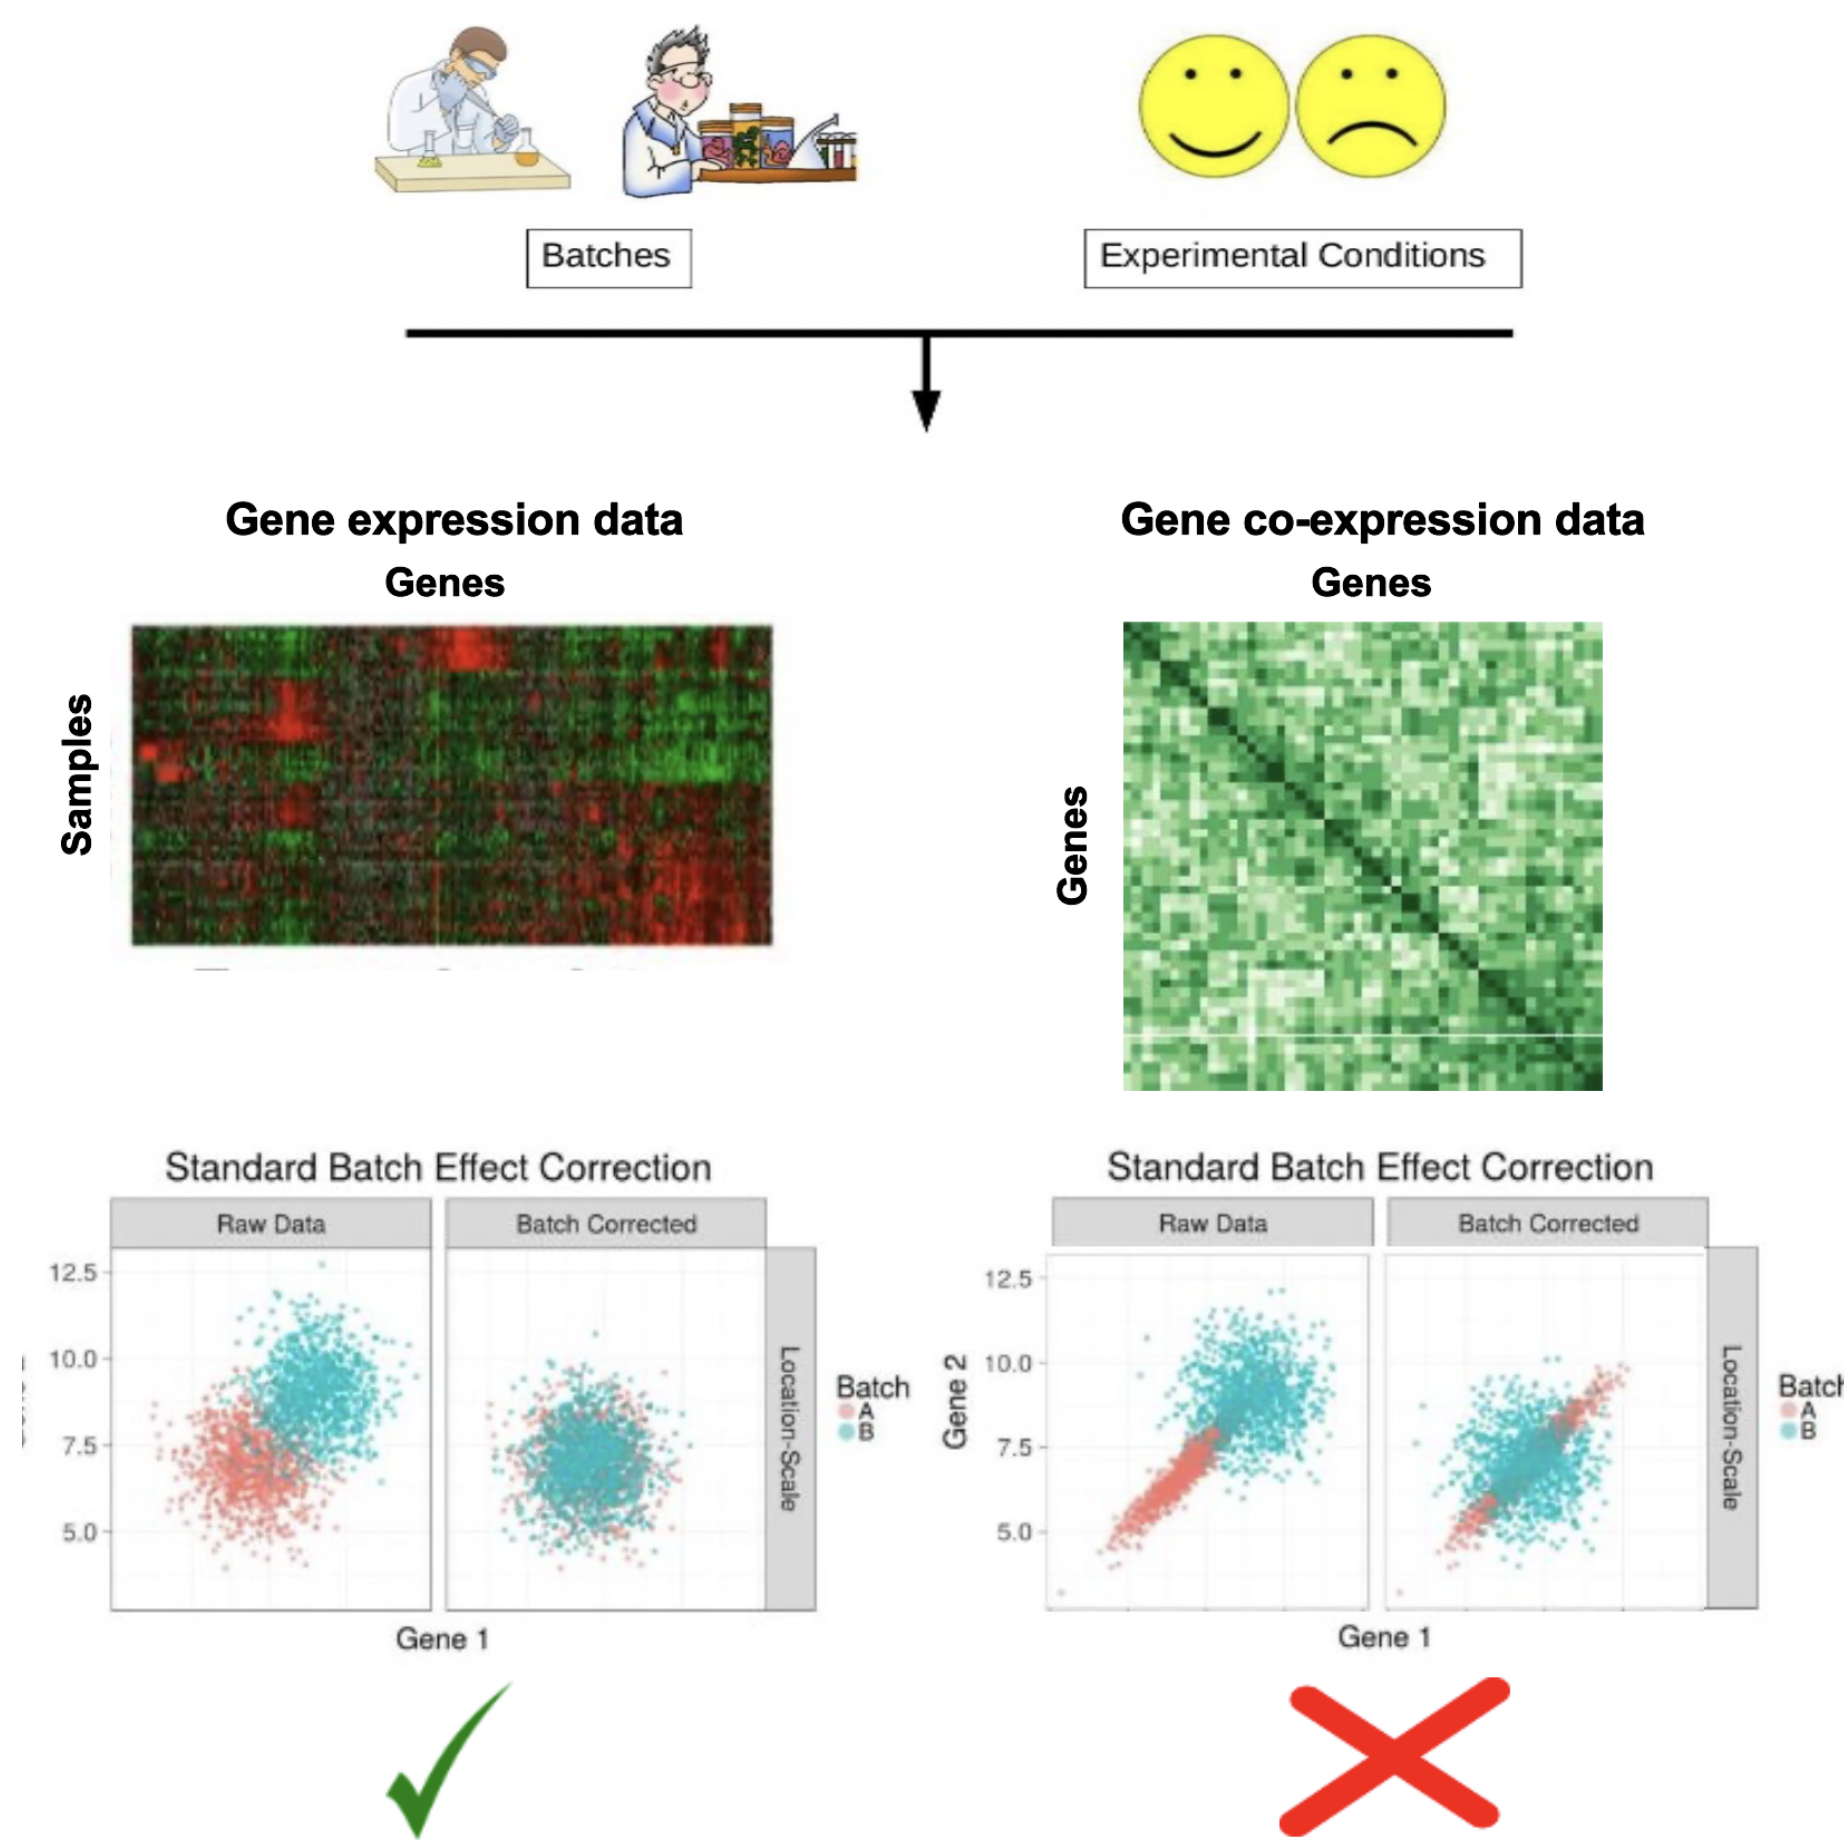 Batches
Experimental Conditions
Gene expression data
Genes
Samples
Gene co-expression data
Genes
Genes
Standard Batch Effect Correction
Raw Data
Batch Corrected
12.5
10.0
7.5
5.0
Location-Scale
Batch
A
B
Gene 1
Standard Batch Effect Correction
Raw Data
Batch Corrected
Gene 2
12.5
10.0
7.5
5.0
Location-Scale
Batch
A
B
Gene 1